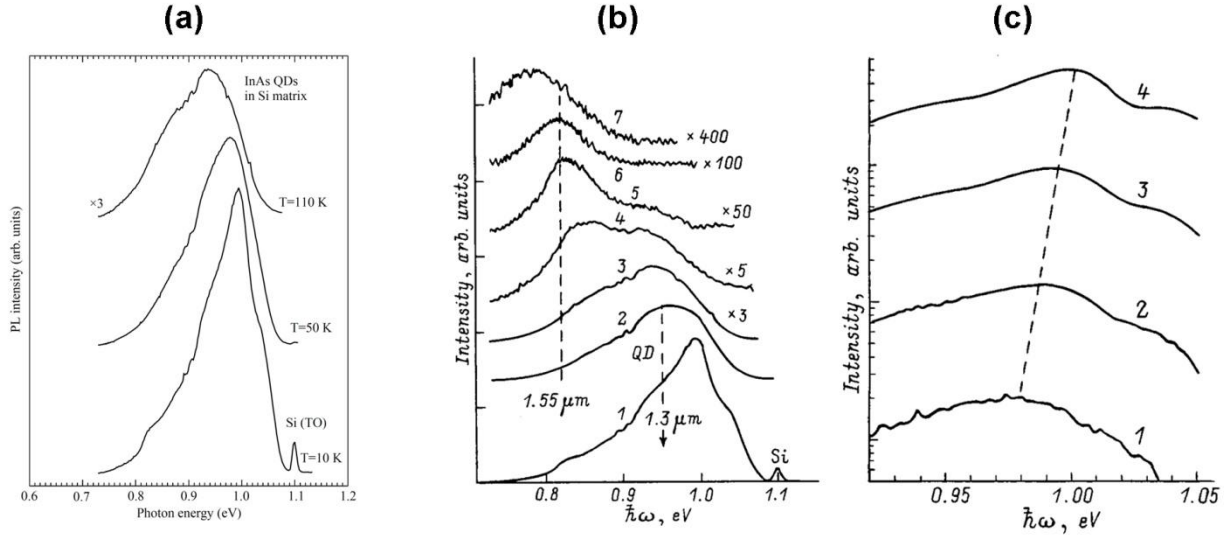 (a)
(b)
(c)
InAs QDs
in Si matrix
×3
T=110 K
T=50 K
Si (TO)
T=10 K
PL intensity (arb. units)
0.6 0.7 0.8 0.9 1.0 1.1 1.2
Photon energy (eV)
7
×400
×100
6
5
×50
4
×5
3
×3
2
QD
1.55 μm
1
1.3 μm
Si
Intensity, arb. units
0.8 0.9 1.0 1.1
ħω, eV
4
3
2
1
Intensity, arb. units
0.95 1.00 1.05
ħω, eV